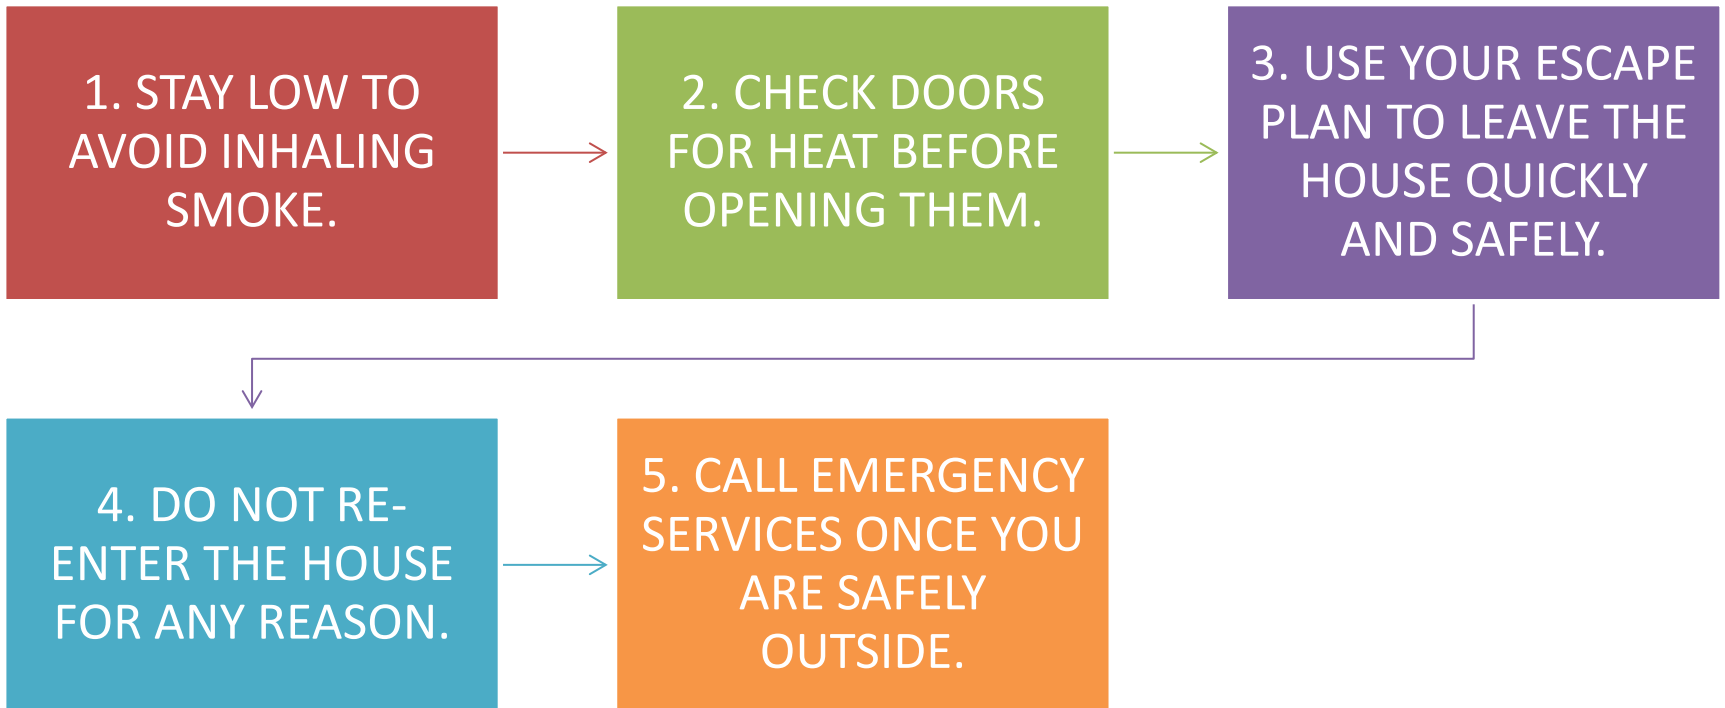 1. STAY LOW TO
AVOID INHALING
SMOKE.
2. CHECK DOORS
FOR HEAT BEFORE
OPENING THEM.
3. USE YOUR ESCAPE
PLAN TO LEAVE THE
HOUSE QUICKLY
AND SAFELY.
4. DO NOT RE-
ENTER THE HOUSE
FOR ANY REASON.
5. CALL EMERGENCY
SERVICES ONCE YOU
ARE SAFELY
OUTSIDE.